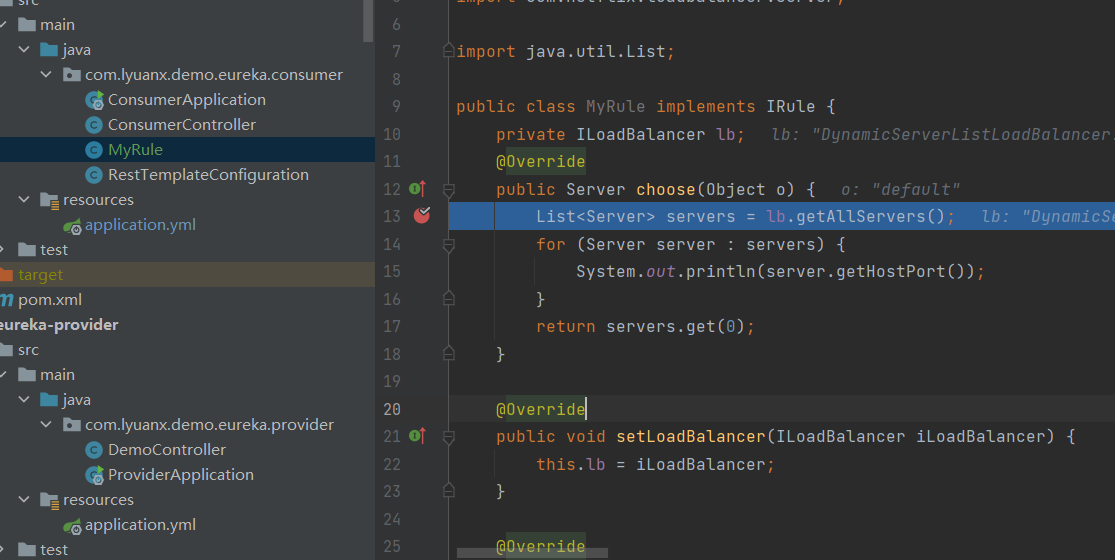 src
main
java
com.lyuanx.demo.eureka.consumer
ConsumerApplication
ConsumerController
MyRule
RestTemplateConfiguration
resources
application.yml
test
target
pom.xml
eureka-provider
src
main
java
com.lyuanx.demo.eureka.provider
DemoController
ProviderApplication
resources
application.yml
test
6
7 import java.util.List;
8
9 public class MyRule implements IRule {
10 private ILoadBalancer lb; lb: "DynamicServerListLoadBalancer:
11 @Override
12 public Server choose(Object o) { o: "default"
13 List<Server> servers = lb.getAllServers(); lb: "DynamicSe
14 for (Server server : servers) {
15 System.out.println(server.getHostPort());
16 }
17 return servers.get(0);
18 }
19
20 @Override
21 public void setLoadBalancer(ILoadBalancer iLoadBalancer) {
22 this.lb = iLoadBalancer;
23 }
24
25 @Override